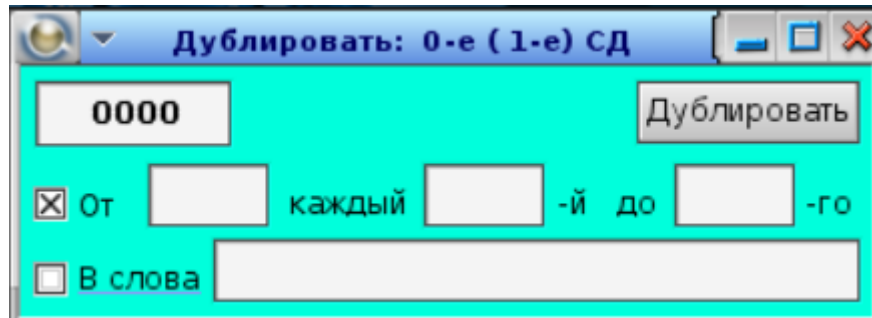 Дублировать: 0-е ( 1-е) СД
0000 Дублировать
От каждый -й до -го
В слова